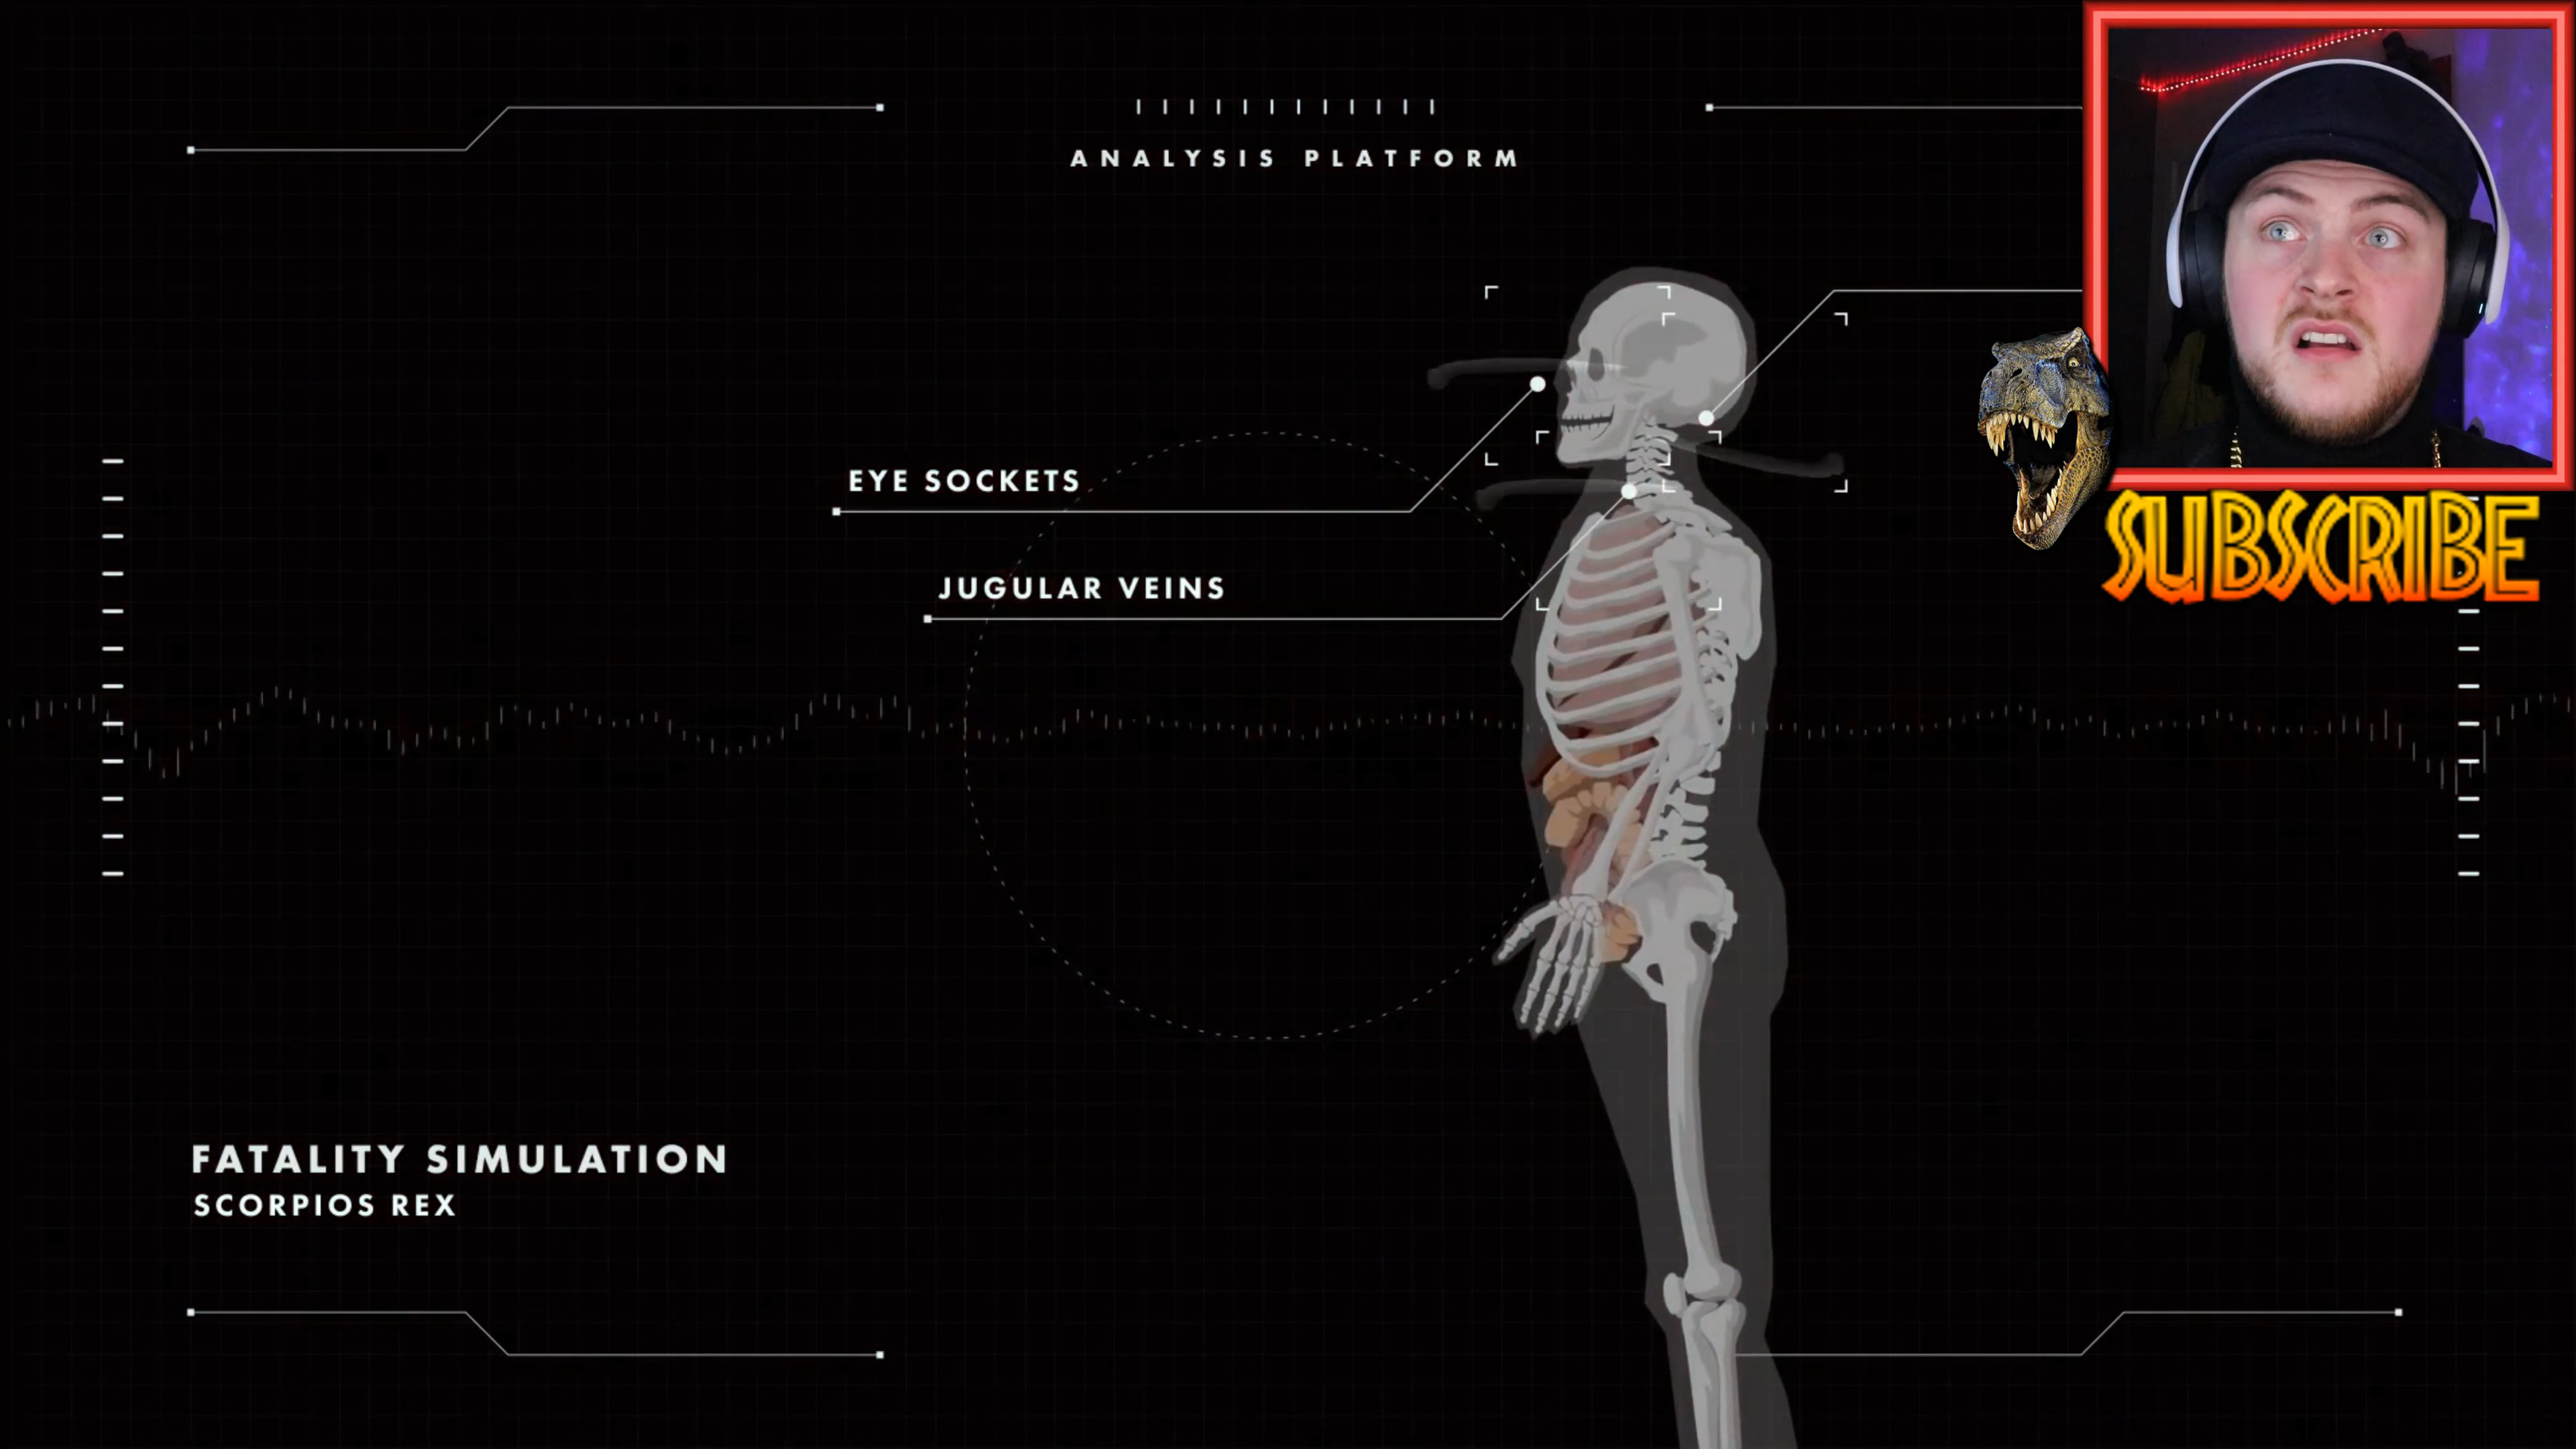 ANALYSIS PLATFORM
EYE SOCKETS
JUGULAR VEINS
SUBSCRIBE
FATALITY SIMULATION
SCORPIOS REX